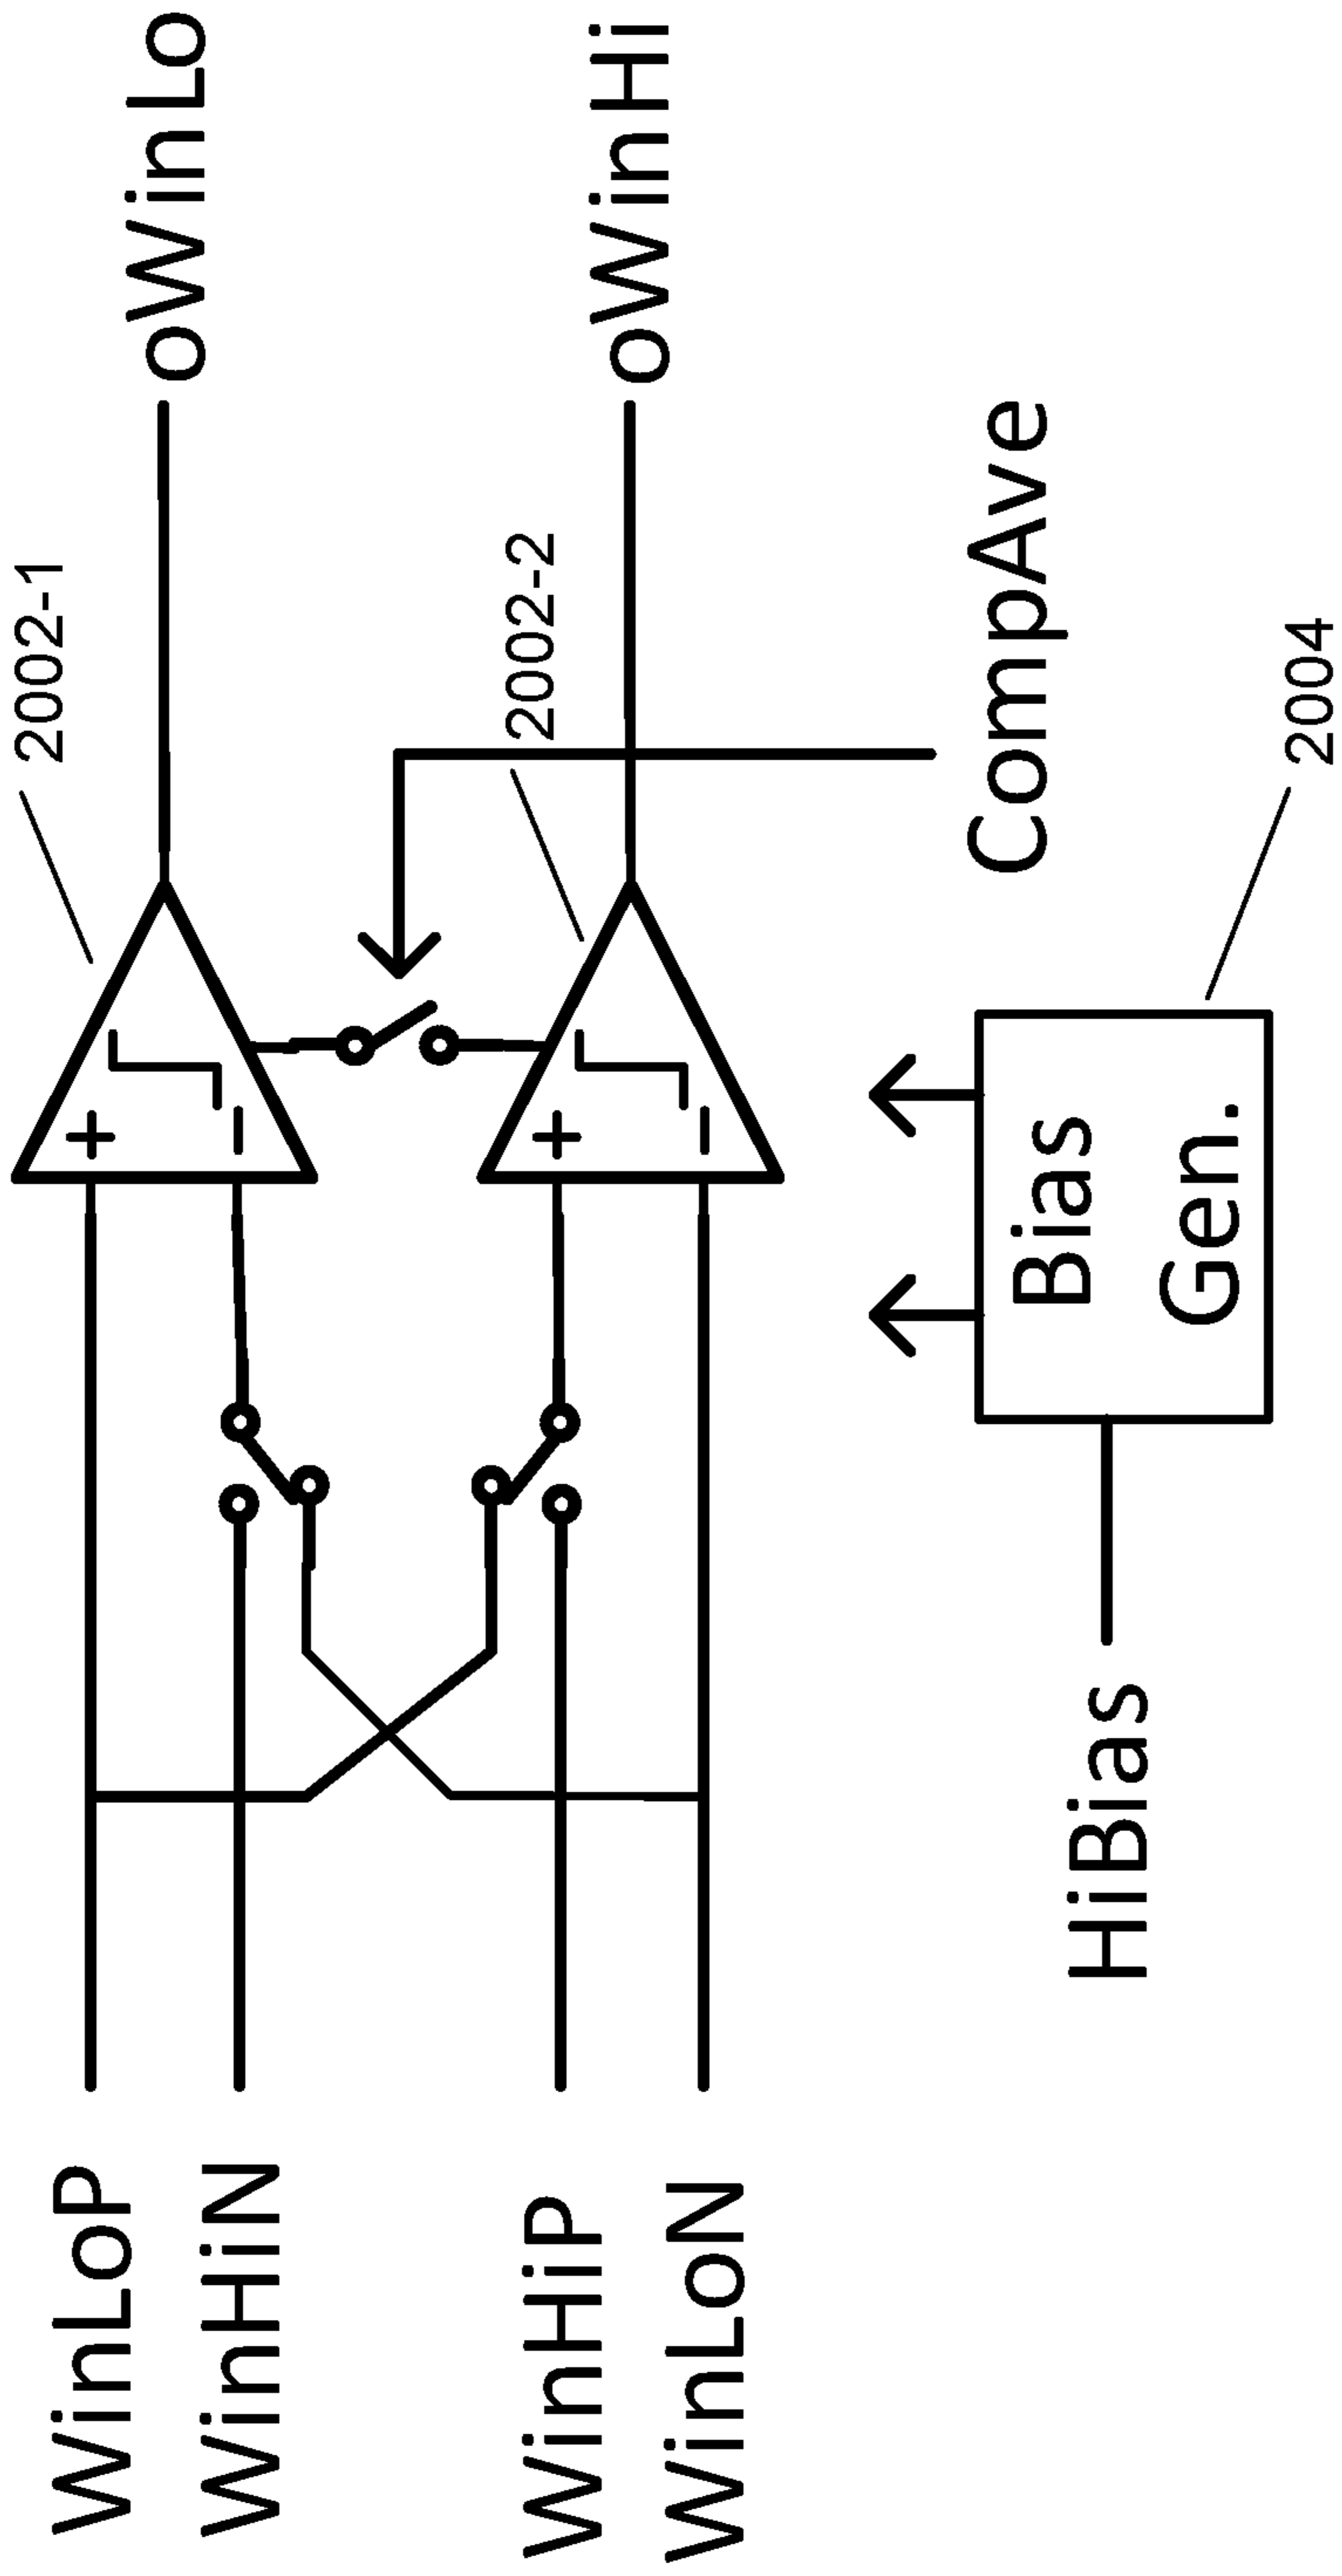 2002-1
WinLoP
+
oWinLo
WinHiN
–
2002-2
WinHiP
+
oWinHi
WinLoN
–
CompAve
HiBias
Bias
Gen.
2004